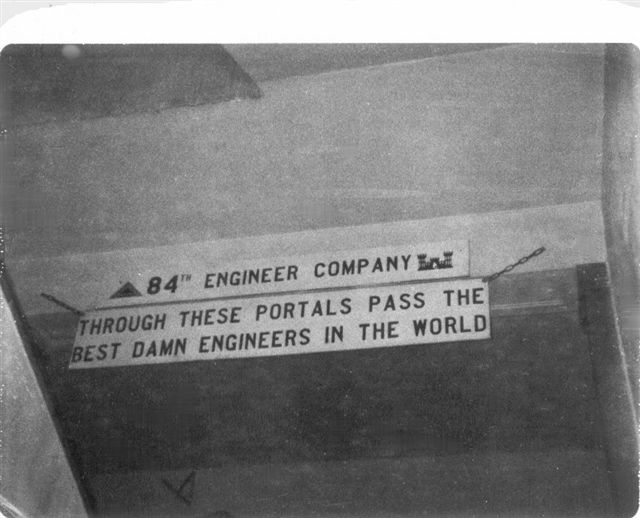 84TH ENGINEER COMPANY
THROUGH THESE PORTALS PASS THE
BEST DAMN ENGINEERS IN THE WORLD